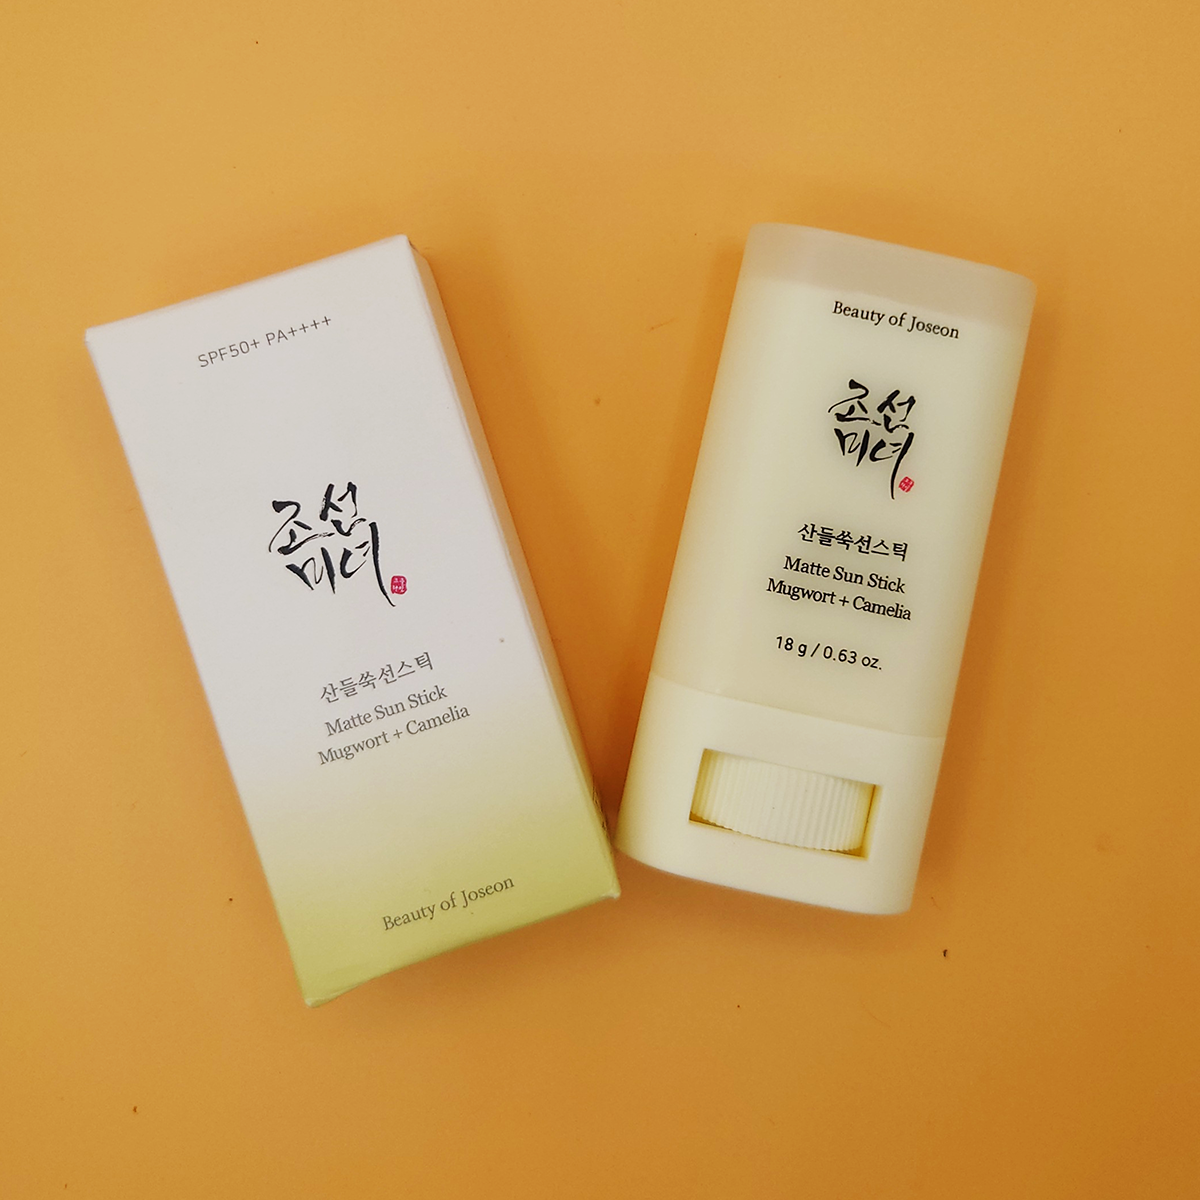 SPF50+ PA++++
조선
미녀
산들쑥선스틱
Matte Sun Stick
Mugwort + Camelia
Beauty of Joseon
Beauty of Joseon
조선
미녀
산들쑥선스틱
Matte Sun Stick
Mugwort + Camelia
18 g / 0.63 oz.